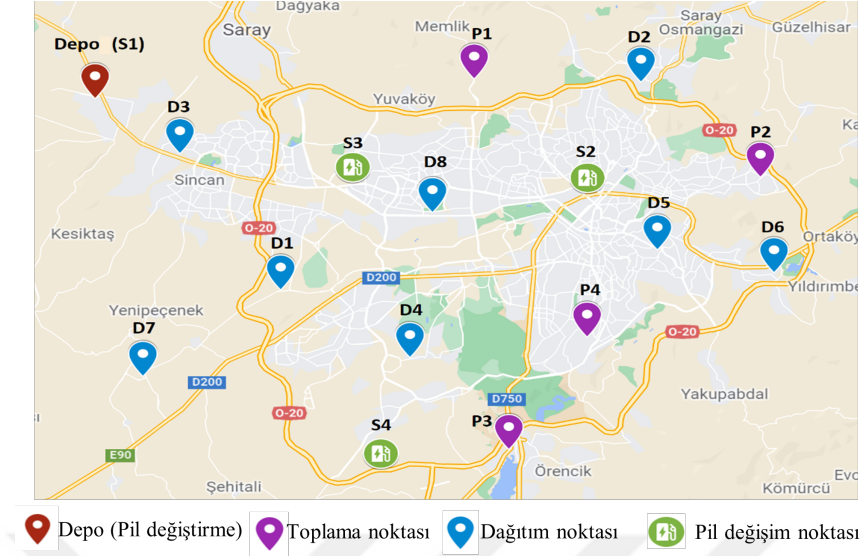 Dağyaka
Saray
Memlik
P1
D2
Saray
Osmangazi
Güzelhisar
Depo (S1)
D3
Yuvaköy
O-20
P2
S3
D8
S2
Sincan
D5
Kesiktaş
O-20
D1
D6
Ortaköy
D200
P4
Yıldırımbe
Yenipeçenek
D7
D4
O-20
D200
D750
Yakupabdal
O-20
S4
P3
E90
Örencik
Şehitali
Kömürcü
Evc
Depo (Pil değiştirme)
Toplama noktası
Dağıtım noktası
Pil değişim noktası